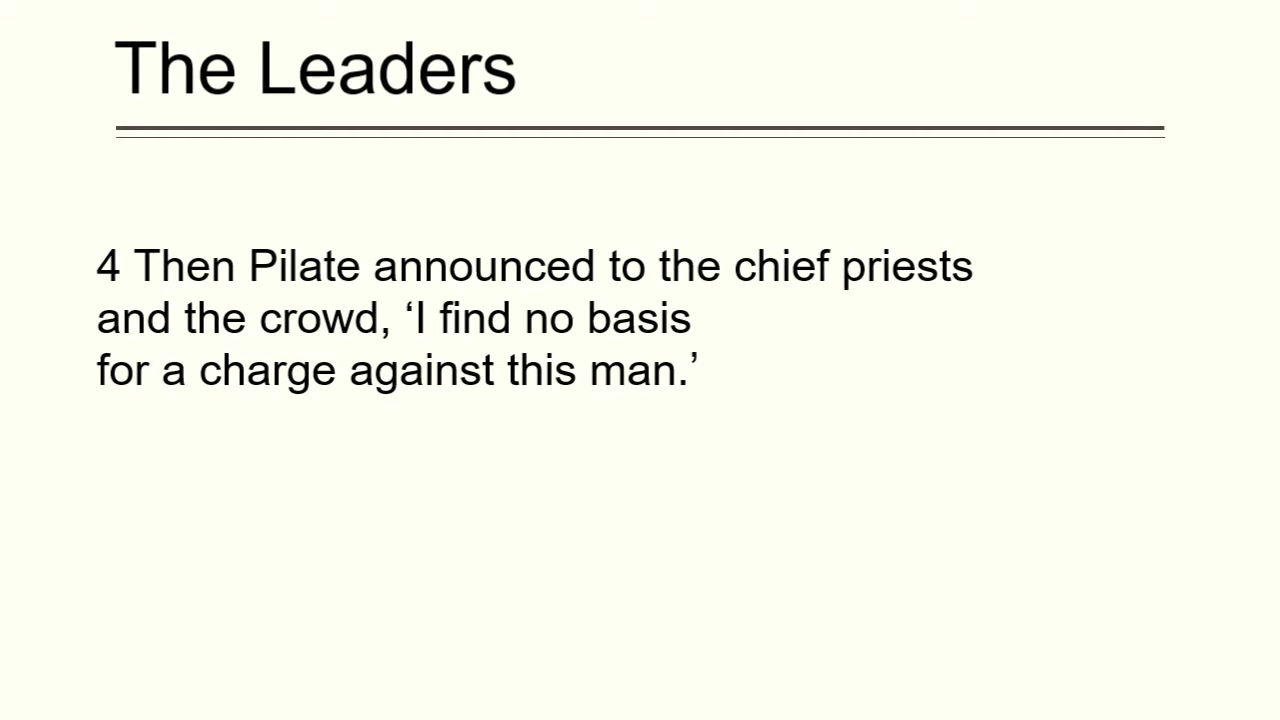 The Leaders
4 Then Pilate announced to the chief priests
and the crowd, ‘I find no basis
for a charge against this man.’